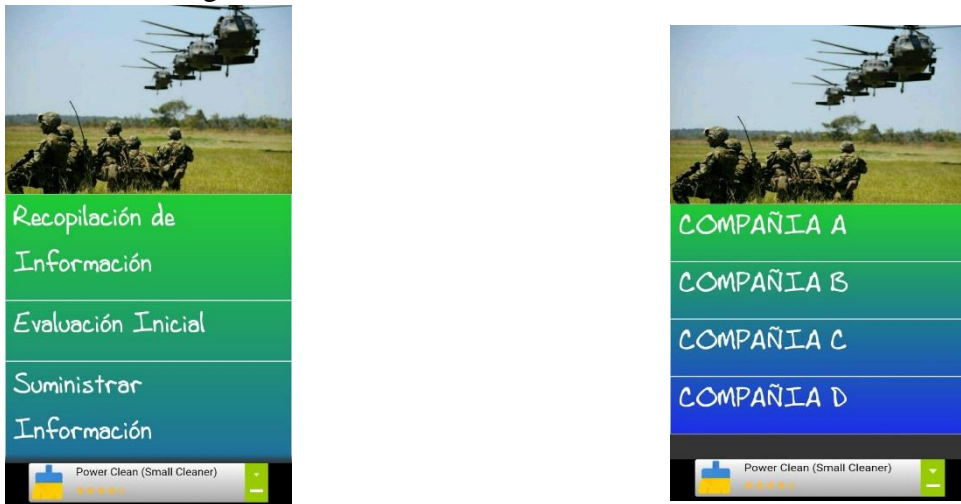 Recopilación de
Información
Evaluación Inicial
Suministrar
Información
Power Clean (Small Cleaner)
COMPAÑIA A
COMPAÑIA B
COMPAÑIA C
COMPAÑIA D
Power Clean (Small Cleaner)